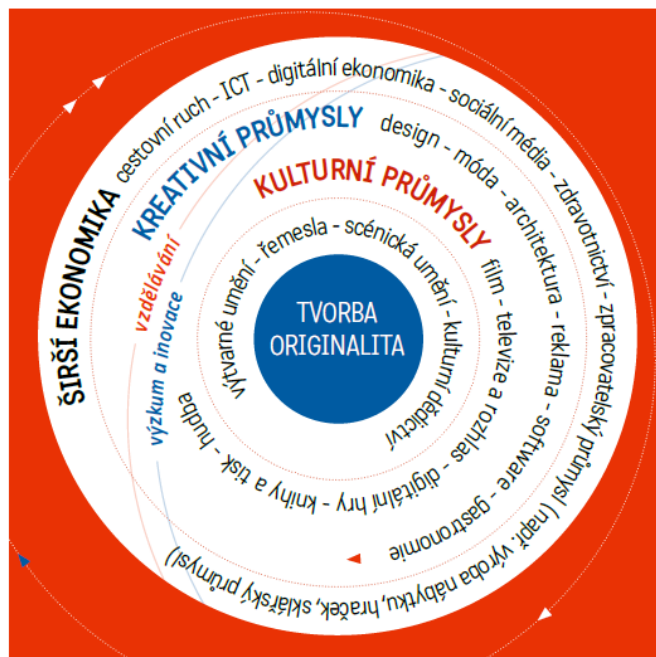 ŠIRŠÍ EKONOMIKA cestovní ruch - ICT - digitální ekonomika - sociální média - zdravotnictví - zpracovatelský průmysl (např. výroba nábytku, hraček, sklářský průmysl)
KREATIVNÍ PRŮMYSLY design - móda - architektura - reklama - software - gastronomie
KULTURNÍ PRŮMYSLY film - televize a rozhlas - digitální hry - knihy a tisk - hudba
výtvarné umění - řemesla - scénická umění - kulturní dědictví
TVORBA
ORIGINALITA
vzdělávání
výzkum a inovace